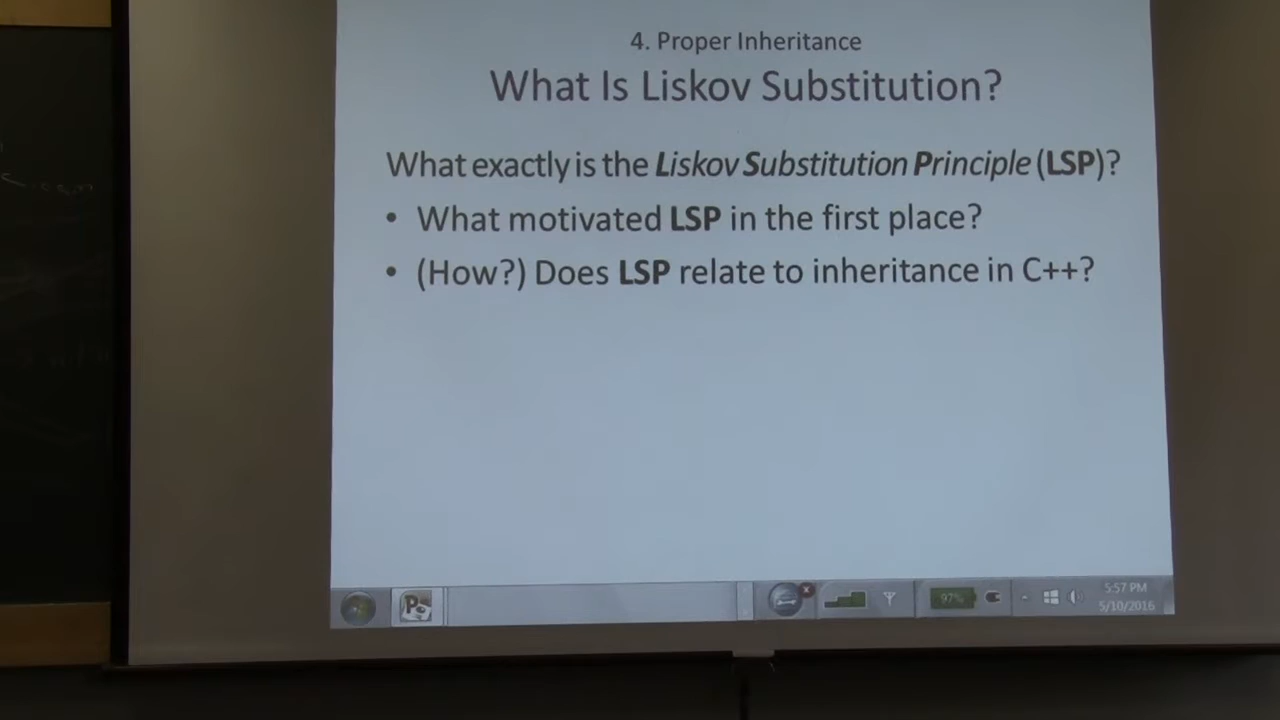 4. Proper Inheritance
What Is Liskov Substitution?
What exactly is the Liskov Substitution Principle (LSP)?
• What motivated LSP in the first place?
• (How?) Does LSP relate to inheritance in C++?
97%
5:57 PM
5/10/2016